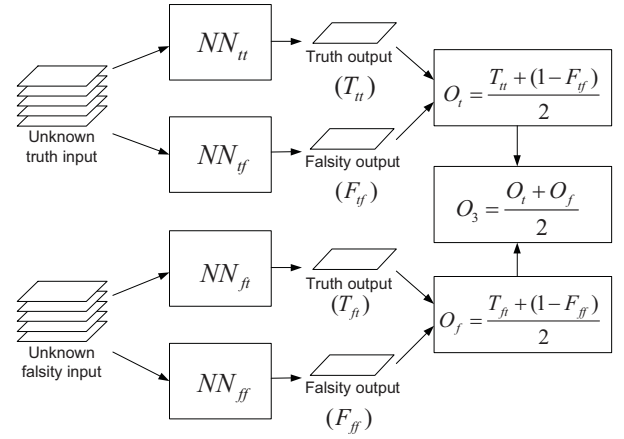 Unknown
truth input
NN_tt
Truth output
(T_tt)
NN_tf
Falsity output
(F_tf)
O_t = (T_tt + (1 − F_tf)) / 2
O_3 = (O_t + O_f) / 2
Unknown
falsity input
NN_ft
Truth output
(T_ft)
NN_ff
Falsity output
(F_ff)
O_f = (T_ft + (1 − F_ff)) / 2